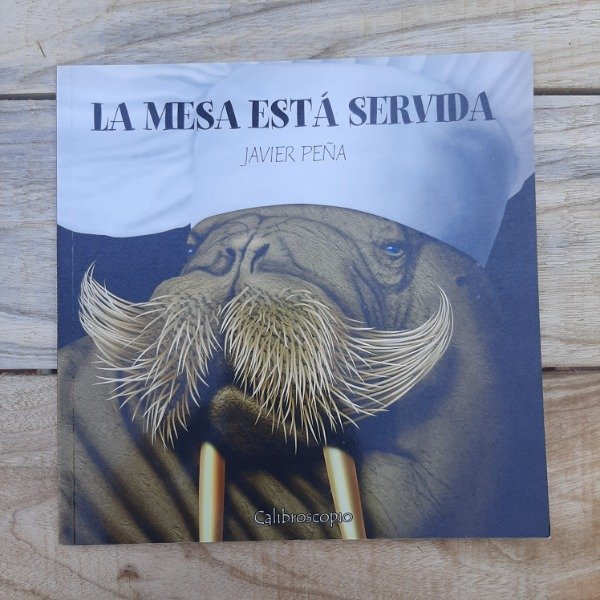 LA MESA ESTÁ SERVIDA
JAVIER PEÑA
Calibroscopio